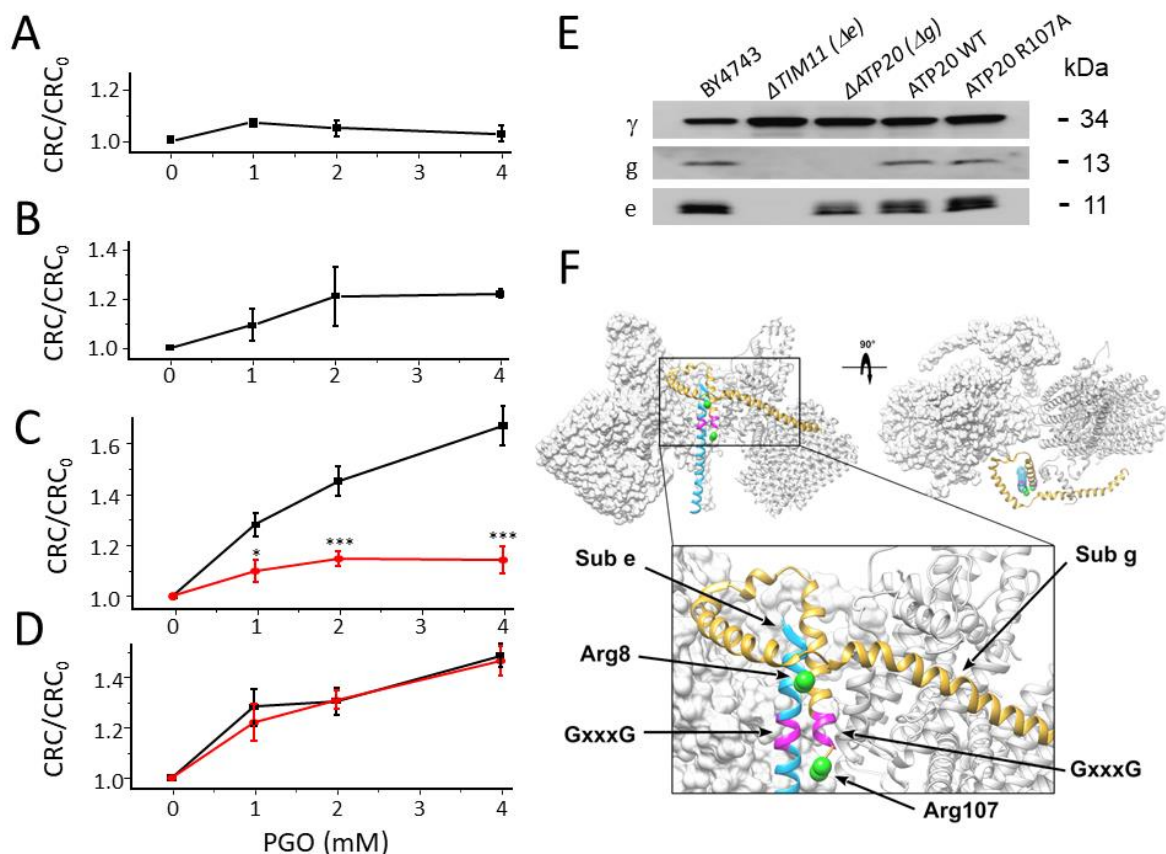 A
CRC/CRC0
1.2
1.0
0 1 2 3 4
B
CRC/CRC0
1.4
1.2
1.0
0 1 2 3 4
C
CRC/CRC0
1.6
1.4
1.2
1.0
* *** ***
0 1 2 3 4
D
CRC/CRC0
1.4
1.2
1.0
0 1 2 3 4
PGO (mM)
E
BY4743 ΔTIM11 (Δe) ΔATP20 (Δg) ATP20 WT ATP20 R107A kDa
γ - 34
g - 13
e - 11
F
90°
Sub e
Sub g
Arg8
GxxxG
GxxxG
Arg107